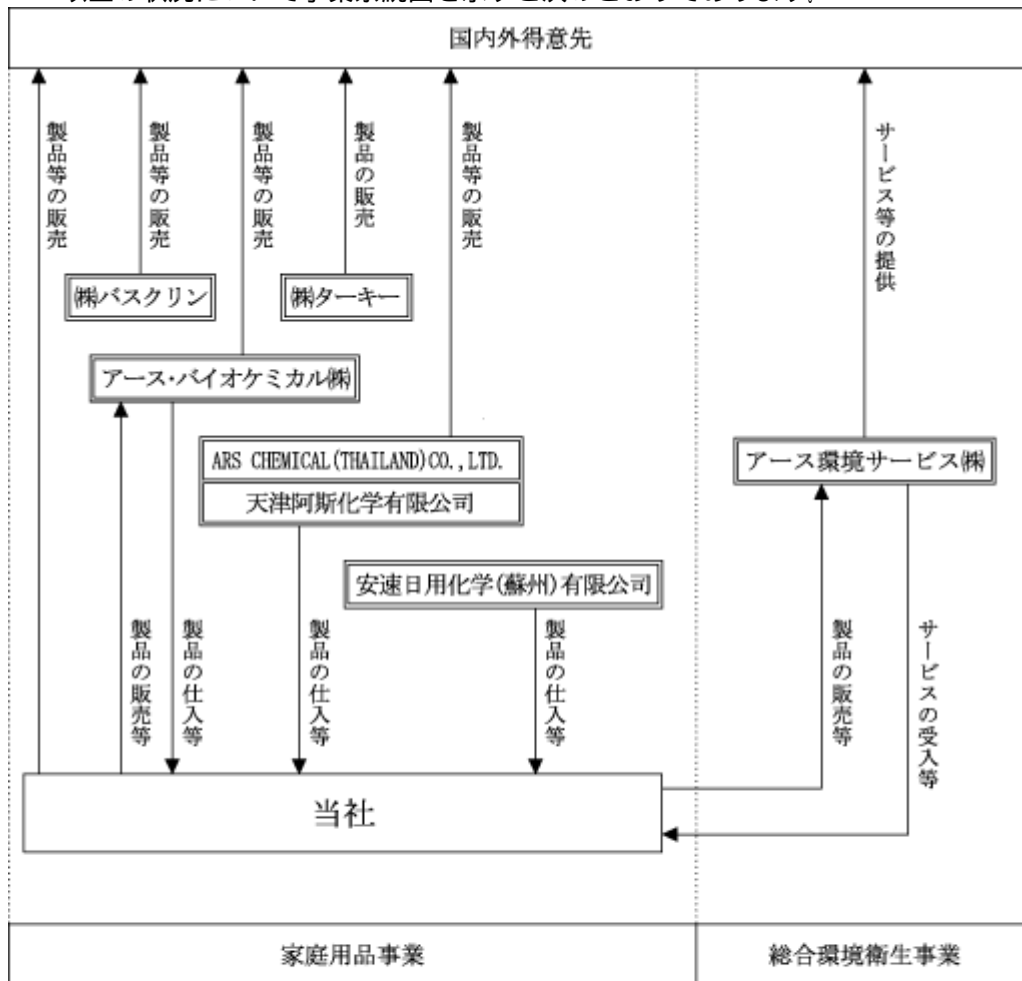 国内外得意先
製品等の販売
製品等の販売
製品等の販売
製品の販売
製品等の販売
サービス等の提供
㈱バスクリン
㈱ターキー
アース・バイオケミカル㈱
ARS CHEMICAL(THAILAND)CO.,LTD.
天津阿斯化学有限公司
アース環境サービス㈱
安速日用化学(蘇州)有限公司
製品の販売等
製品の仕入等
製品の仕入等
製品の仕入等
製品の販売等
サービスの受入等
当社
家庭用品事業
総合環境衛生事業